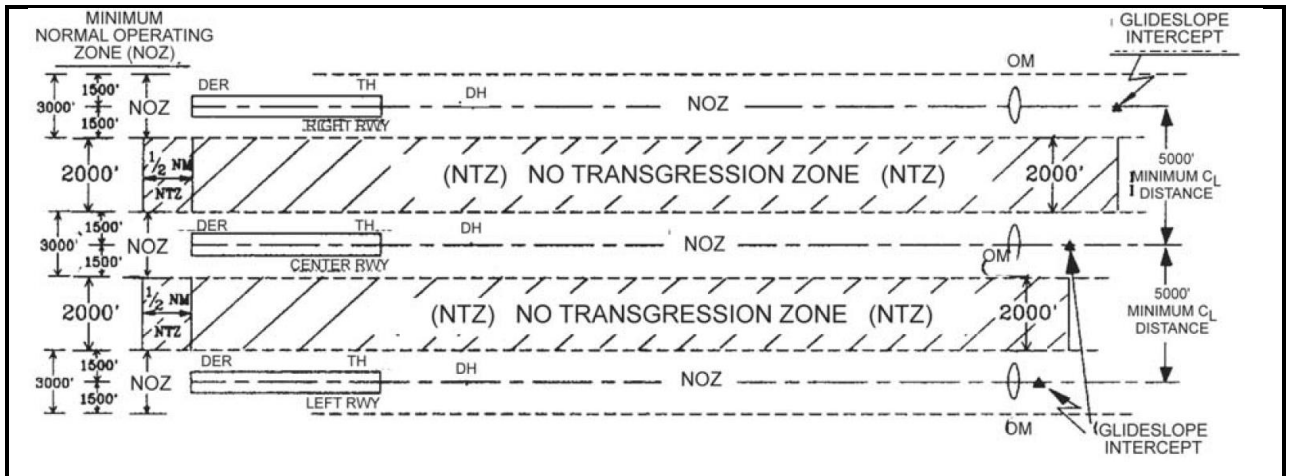 MINIMUM
NORMAL OPERATING
ZONE (NOZ)
GLIDESLOPE
INTERCEPT
OM
3000'
1500'
1500'
NOZ
DER
TH
DH
NOZ
RIGHT RWY
2000'
1/2 NM
NTZ
(NTZ) NO TRANSGRESSION ZONE (NTZ)
2000'
5000'
MINIMUM CL
DISTANCE
3000'
1500'
1500'
NOZ
DER
TH
DH
NOZ
CENTER RWY
OM
2000'
1/2 NM
NTZ
(NTZ) NO TRANSGRESSION ZONE (NTZ)
2000'
5000'
MINIMUM CL
DISTANCE
3000'
1500'
1500'
NOZ
DER
TH
DH
NOZ
LEFT RWY
OM
GLIDESLOPE
INTERCEPT